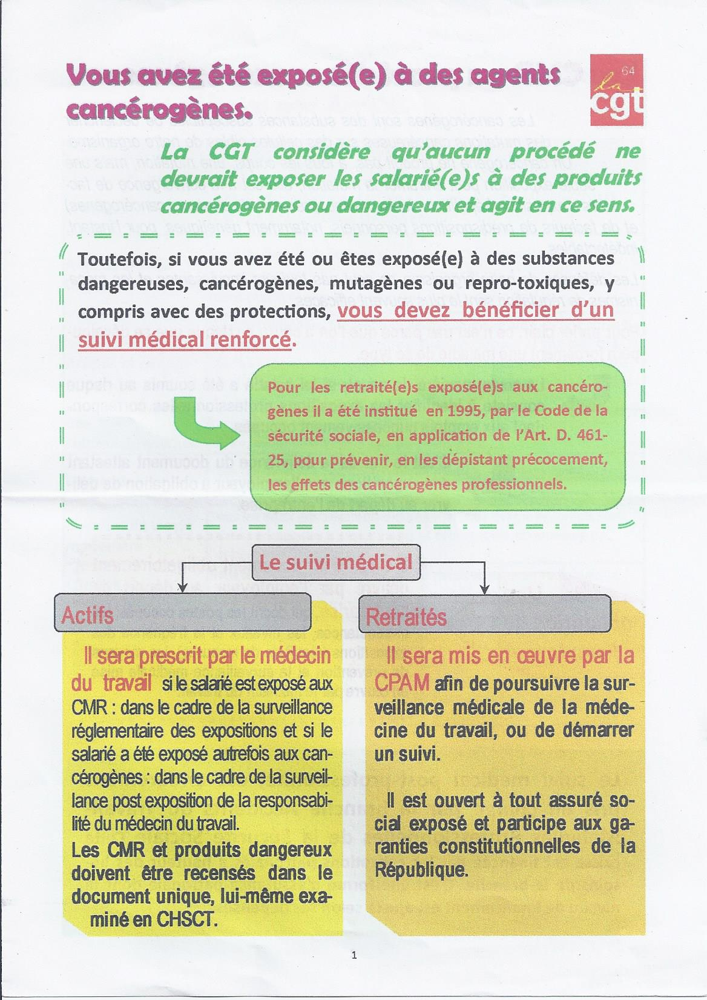 Vous avez été exposé(e) à des agents
cancérogènes.
64
la
cgt
La CGT considère qu'aucun procédé ne
devrait exposer les salarié(e)s à des produits
cancérogènes ou dangereux et agit en ce sens.
Toutefois, si vous avez été ou êtes exposé(e) à des substances
dangereuses, cancérogènes, mutagènes ou repro-toxiques, y
compris avec des protections, vous devez bénéficier d'un
suivi médical renforcé.
Pour les retraité(e)s exposé(e)s aux cancéro-
gènes il a été institué en 1995, par le Code de la
sécurité sociale, en application de l'Art. D. 461-
25, pour prévenir, en les dépistant précocement,
les effets des cancérogènes professionnels.
Le suivi médical
Actifs
Il sera prescrit par le médecin
du travail si le salarié est exposé aux
CMR : dans le cadre de la surveillance
réglementaire des expositions et si le
salarié a été exposé autrefois aux can-
cérogènes : dans le cadre de la surveil-
lance post exposition de la responsabi-
lité du médecin du travail.
Les CMR et produits dangereux
doivent être recensés dans le
document unique, lui-même exa-
miné en CHSCT.
Retraités
Il sera mis en œuvre par la
CPAM afin de poursuivre la sur-
veillance médicale de la méde-
cine du travail, ou de démarrer
un suivi.
Il est ouvert à tout assuré so-
cial exposé et participe aux ga-
ranties constitutionnelles de la
République.
1